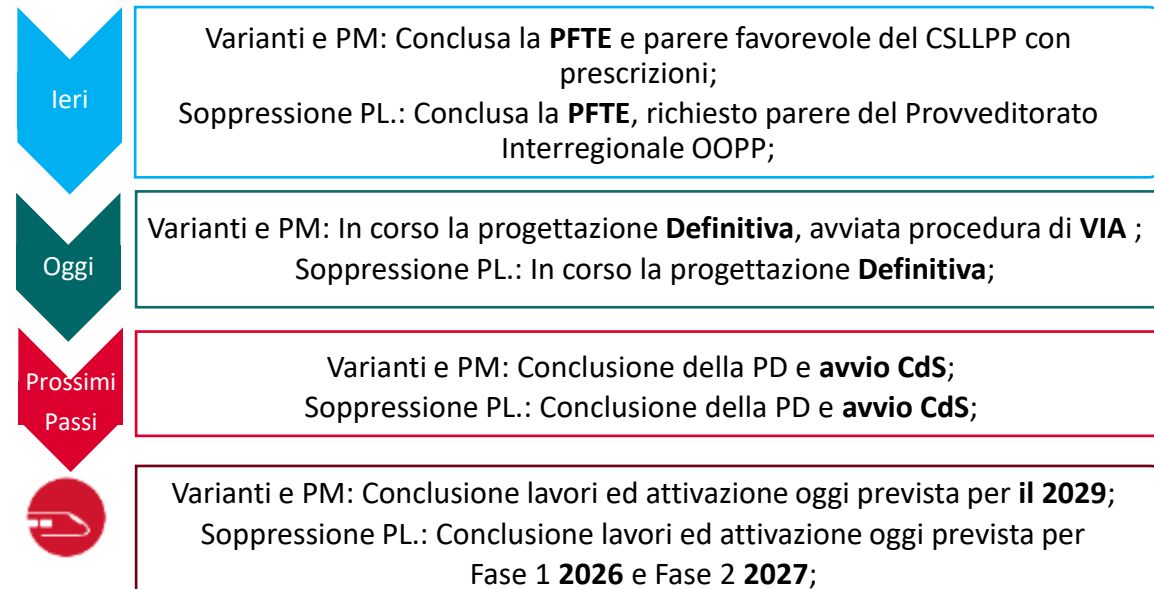 Ieri
Varianti e PM: Conclusa la PFTE e parere favorevole del CSLLPP con
prescrizioni;
Soppressione PL.: Conclusa la PFTE, richiesto parere del Provveditorato
Interregionale OOPP;
Oggi
Varianti e PM: In corso la progettazione Definitiva, avviata procedura di VIA ;
Soppressione PL.: In corso la progettazione Definitiva;
Prossimi
Passi
Varianti e PM: Conclusione della PD e avvio CdS;
Soppressione PL.: Conclusione della PD e avvio CdS;
Varianti e PM: Conclusione lavori ed attivazione oggi prevista per il 2029;
Soppressione PL.: Conclusione lavori ed attivazione oggi prevista per
Fase 1 2026 e Fase 2 2027;